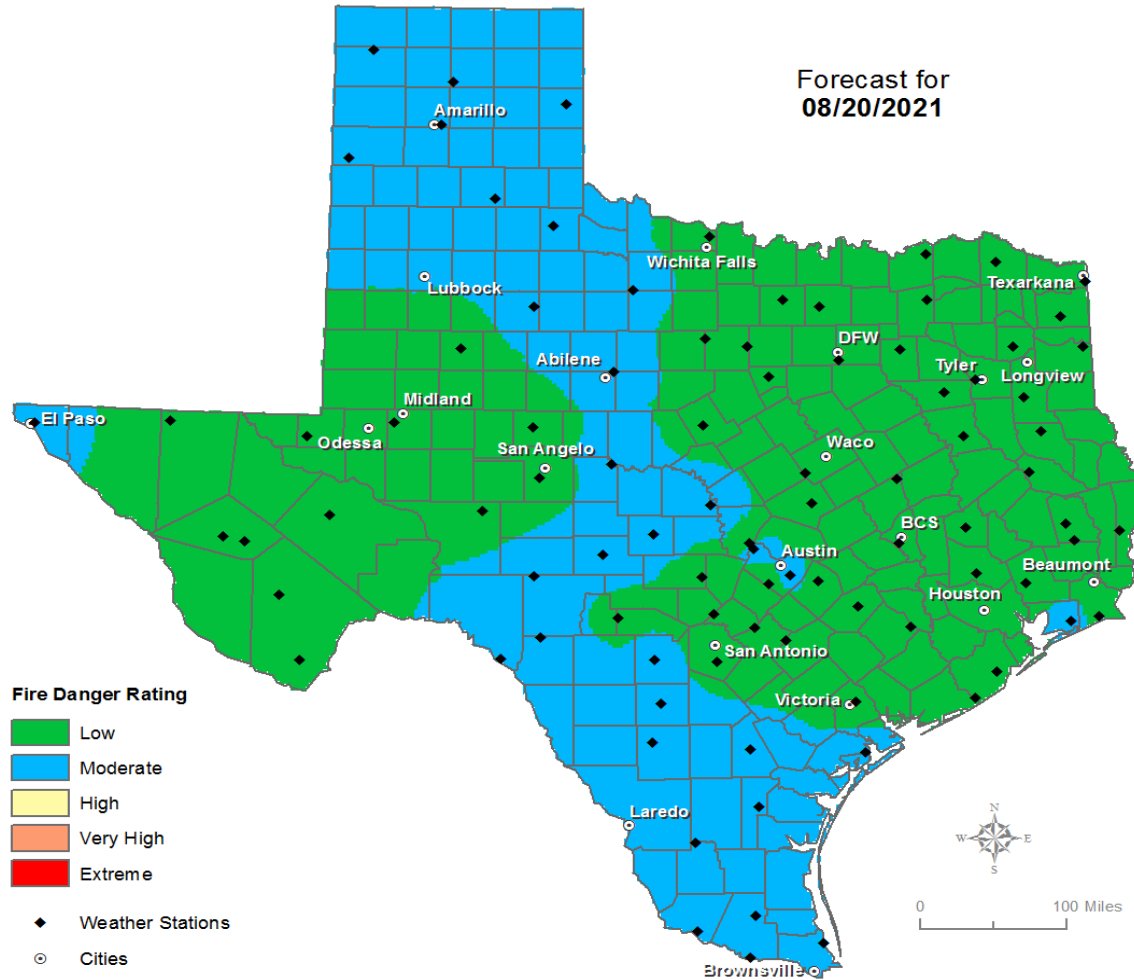 Forecast for
08/20/2021
Amarillo
Lubbock
Wichita Falls
Texarkana
DFW
Abilene
Tyler
Longview
Midland
El Paso
Odessa
San Angelo
Waco
BCS
Austin
Beaumont
Houston
San Antonio
Victoria
Laredo
Brownsville
Fire Danger Rating
Low
Moderate
High
Very High
Extreme
Weather Stations
Cities
N
W
E
S
0
100 Miles